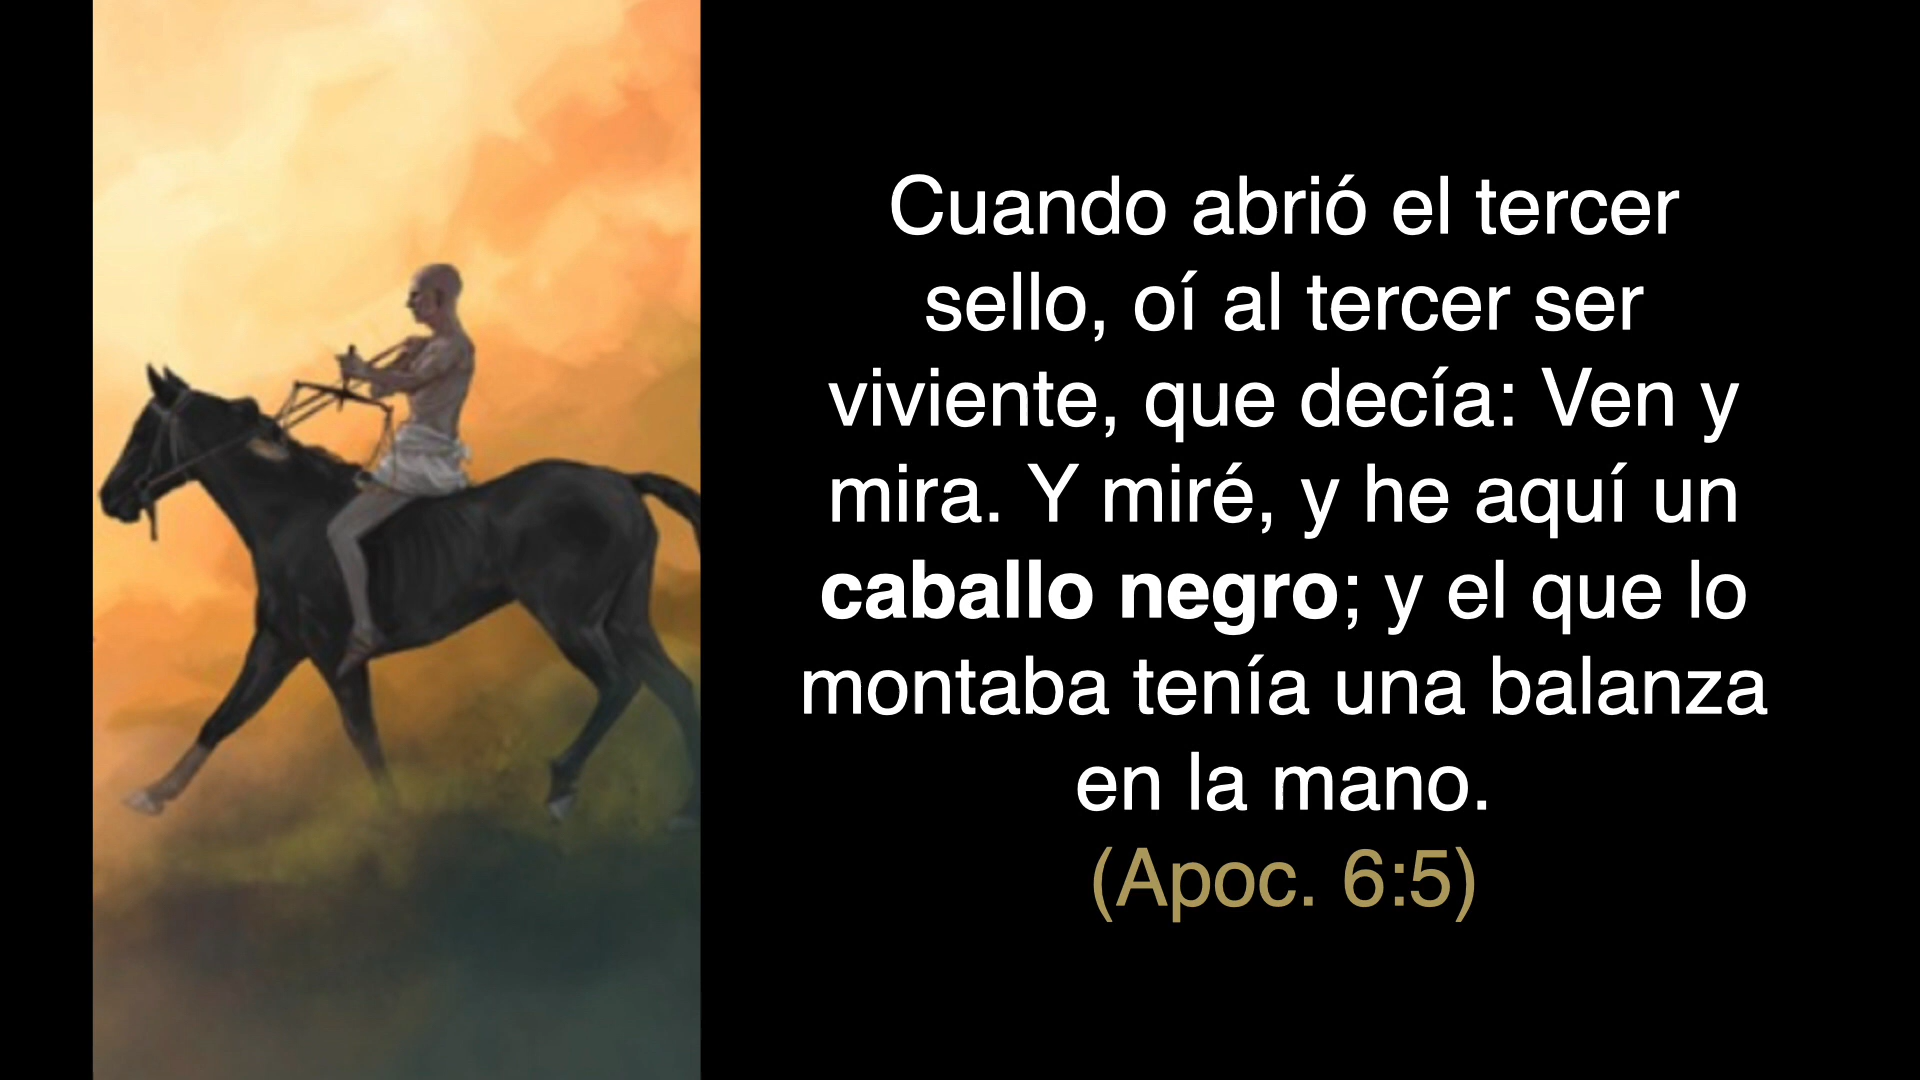 Cuando abrió el tercer
sello, oí al tercer ser
viviente, que decía: Ven y
mira. Y miré, y he aquí un
caballo negro; y el que lo
montaba tenía una balanza
en la mano.
(Apoc. 6:5)